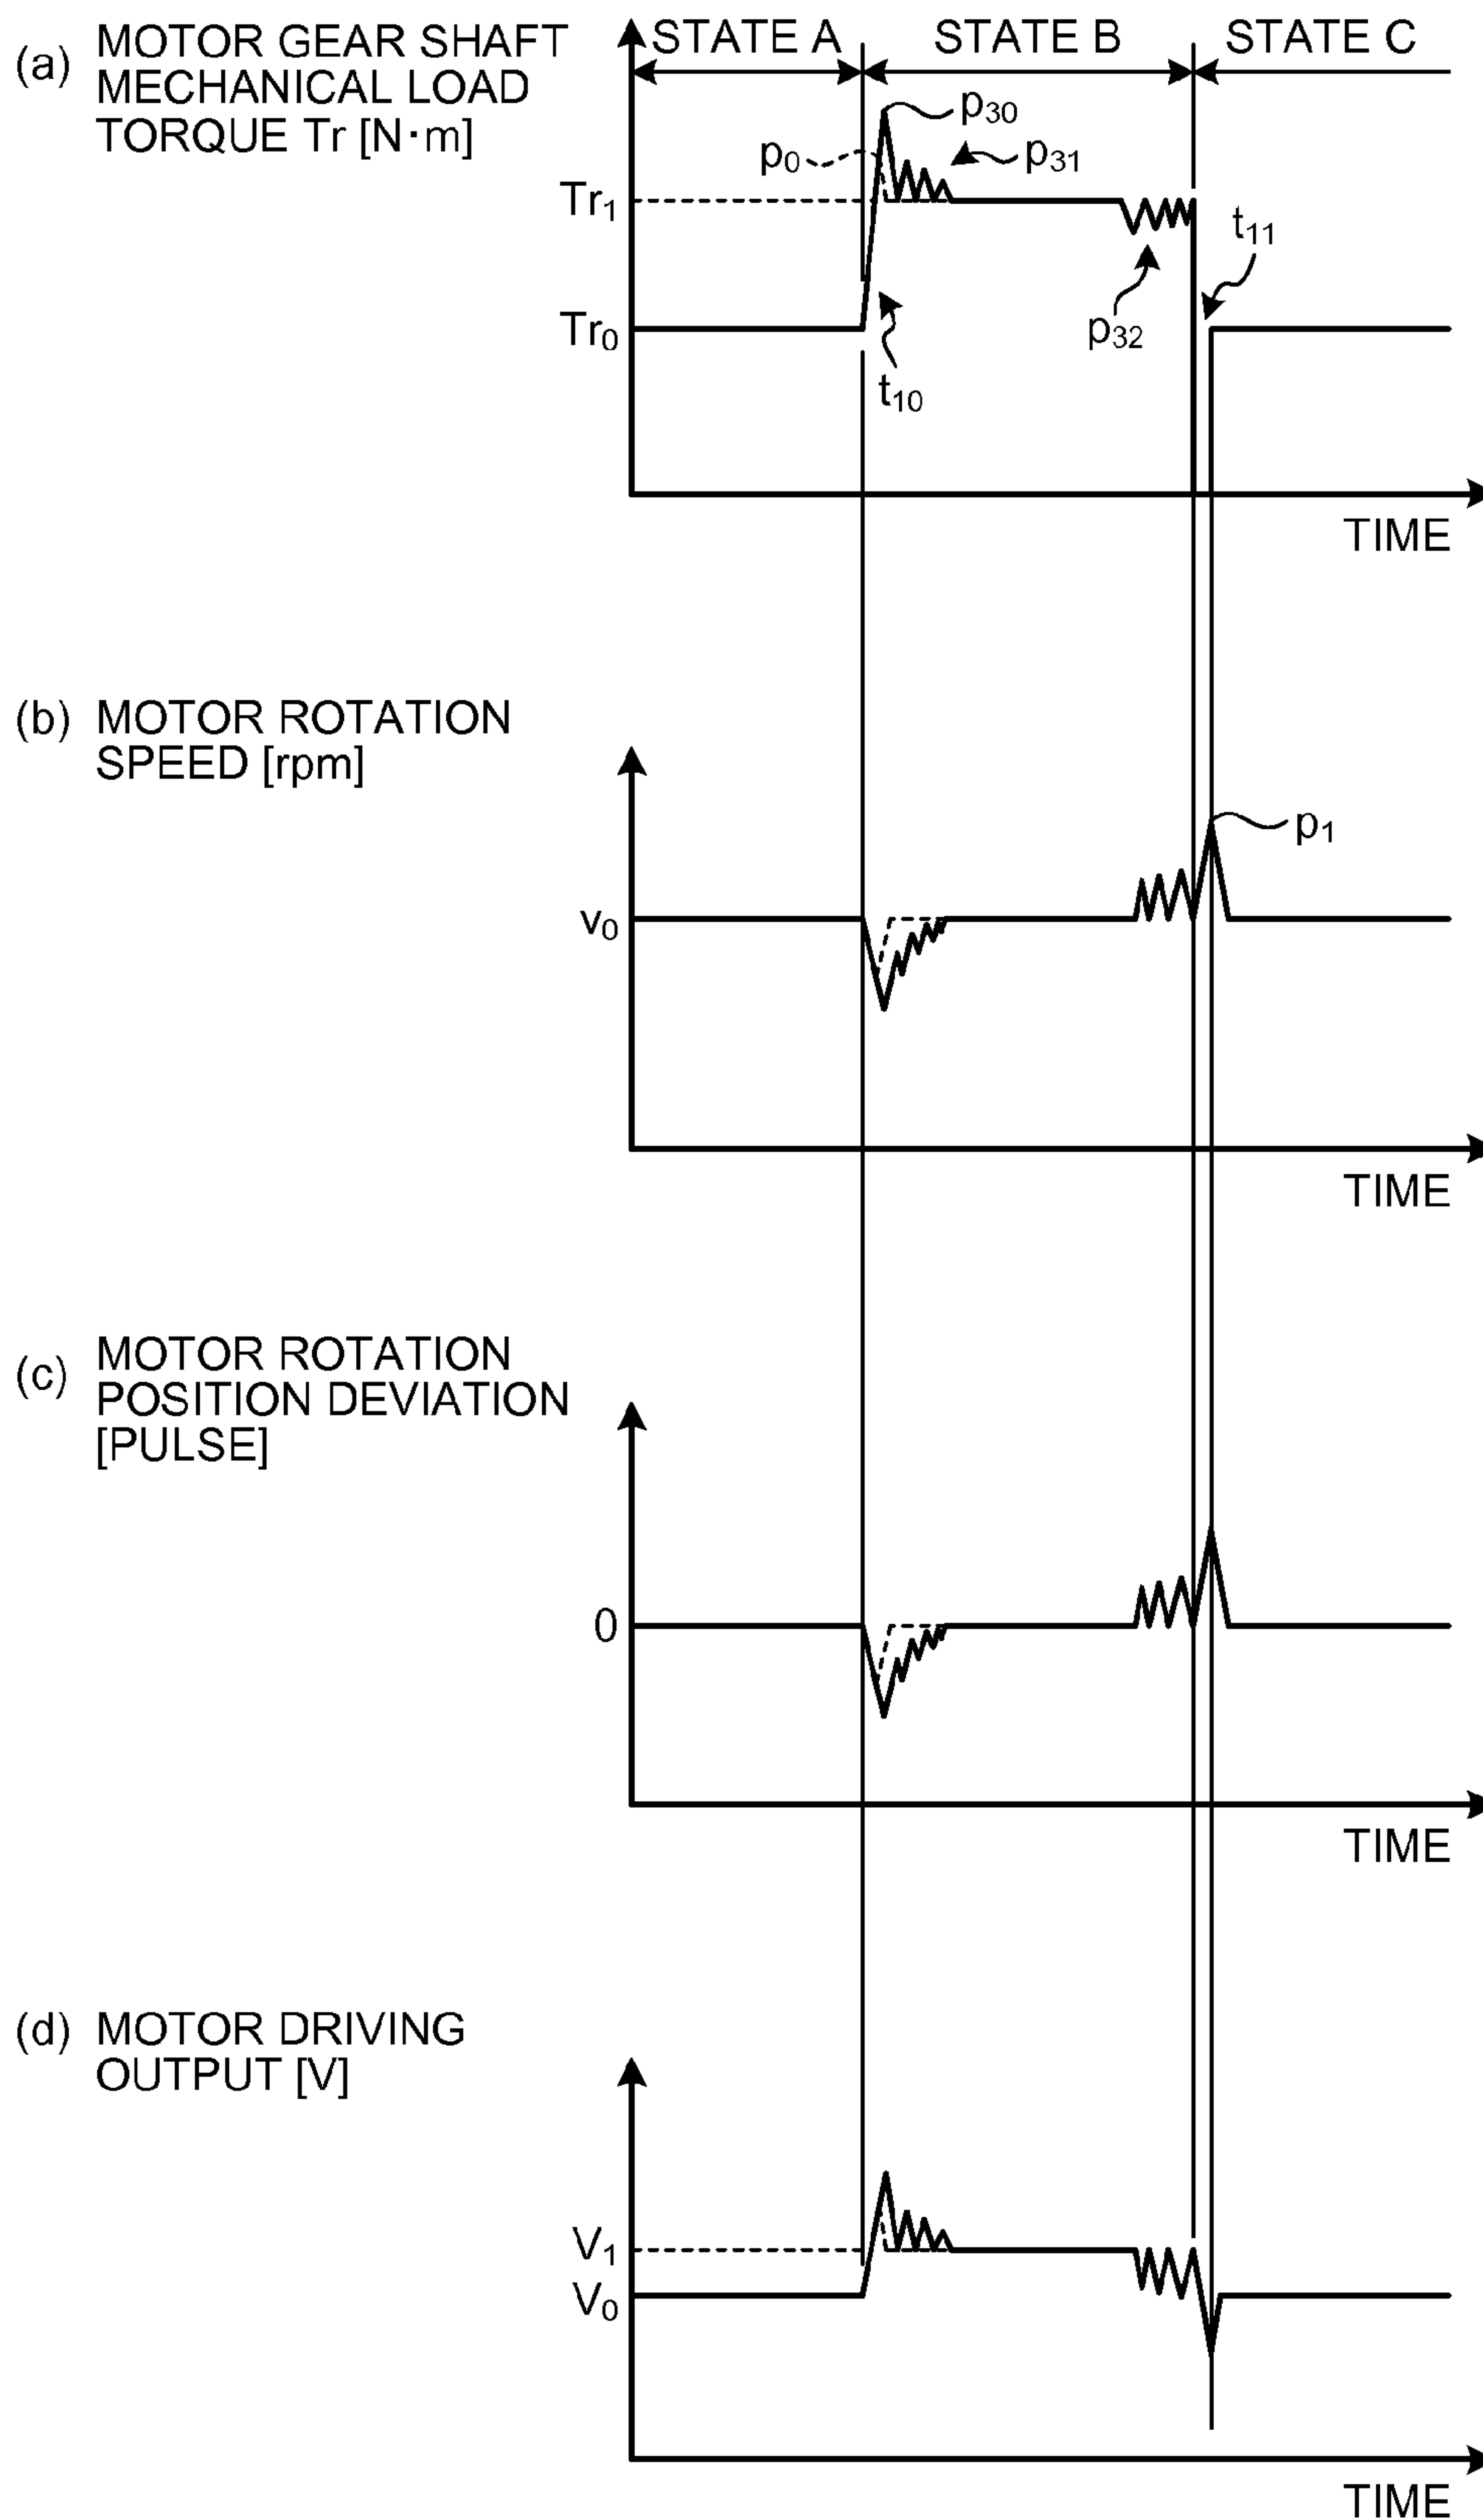 (a) MOTOR GEAR SHAFT
MECHANICAL LOAD
TORQUE Tr [N·m]
STATE A
STATE B
STATE C
p30
p0
p31
Tr1
t11
Tr0
p32
t10
TIME
(b) MOTOR ROTATION
SPEED [rpm]
p1
v0
TIME
(c) MOTOR ROTATION
POSITION DEVIATION
[PULSE]
0
TIME
(d) MOTOR DRIVING
OUTPUT [V]
V1
V0
TIME